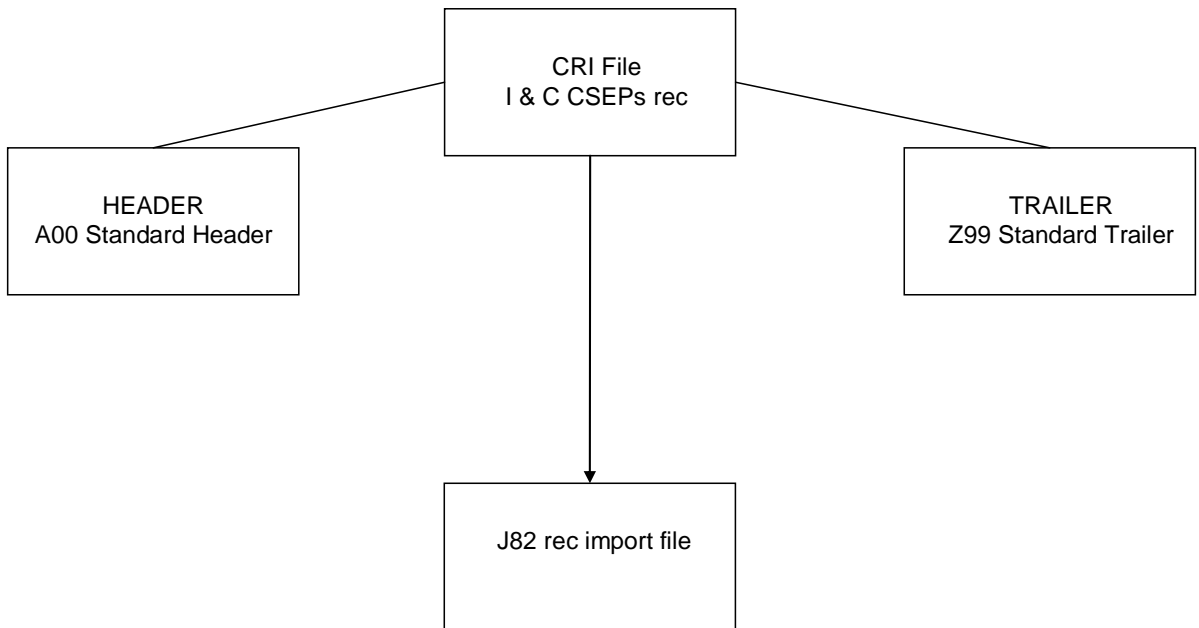 CRI File
I & C CSEPs rec
HEADER
A00 Standard Header
TRAILER
Z99 Standard Trailer
J82 rec import file